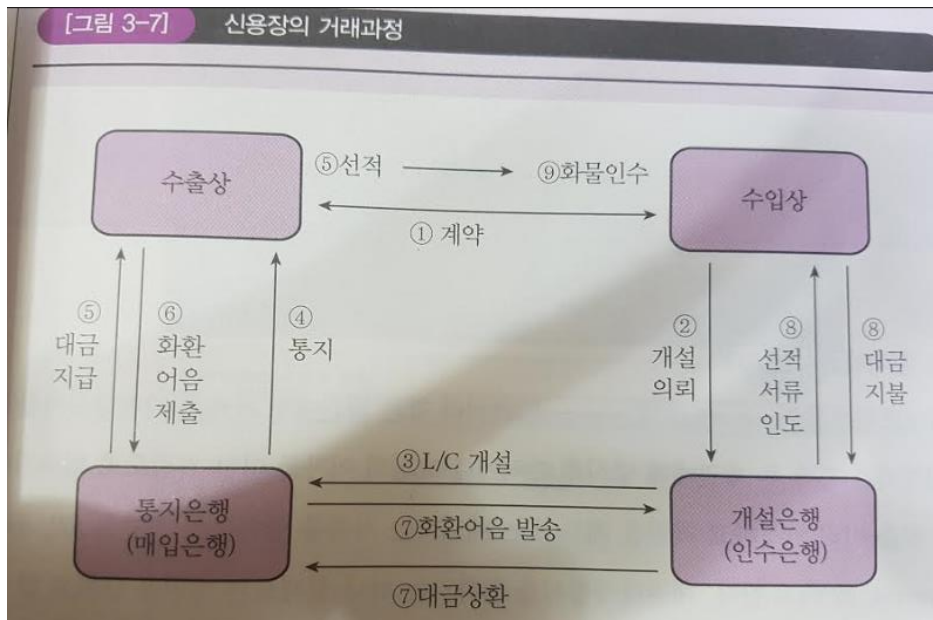 [그림 3-7] 신용장의 거래과정
수출상
⑤선적
⑨화물인수
수입상
① 계약
⑤
대금
지급
⑥
화환
어음
제출
④
통지
②
개설
의뢰
⑧
선적
서류
인도
⑧
대금
지불
③L/C 개설
통지은행
(매입은행)
⑦화환어음 발송
개설은행
(인수은행)
⑦대금상환